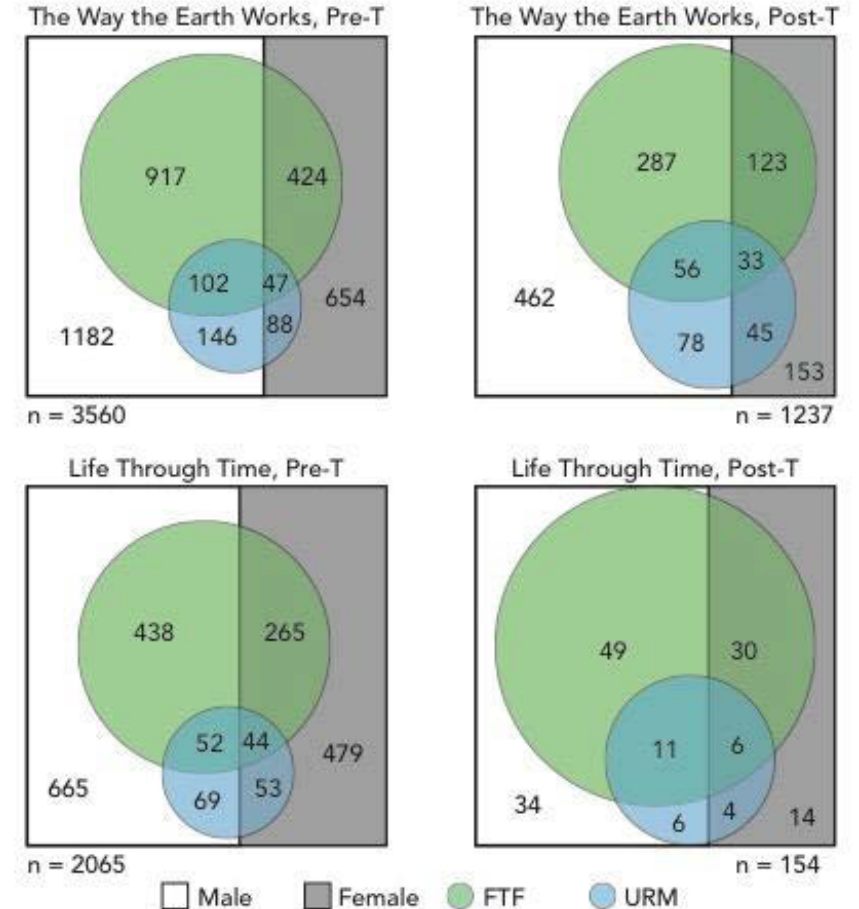 The Way the Earth Works, Pre-T
917
424
102
47
654
1182
146
88
n = 3560
The Way the Earth Works, Post-T
287
123
56
33
462
78
45
153
n = 1237
Life Through Time, Pre-T
438
265
52
44
479
665
69
53
n = 2065
Life Through Time, Post-T
49
30
11
6
34
6
4
14
n = 154
Male
Female
FTF
URM